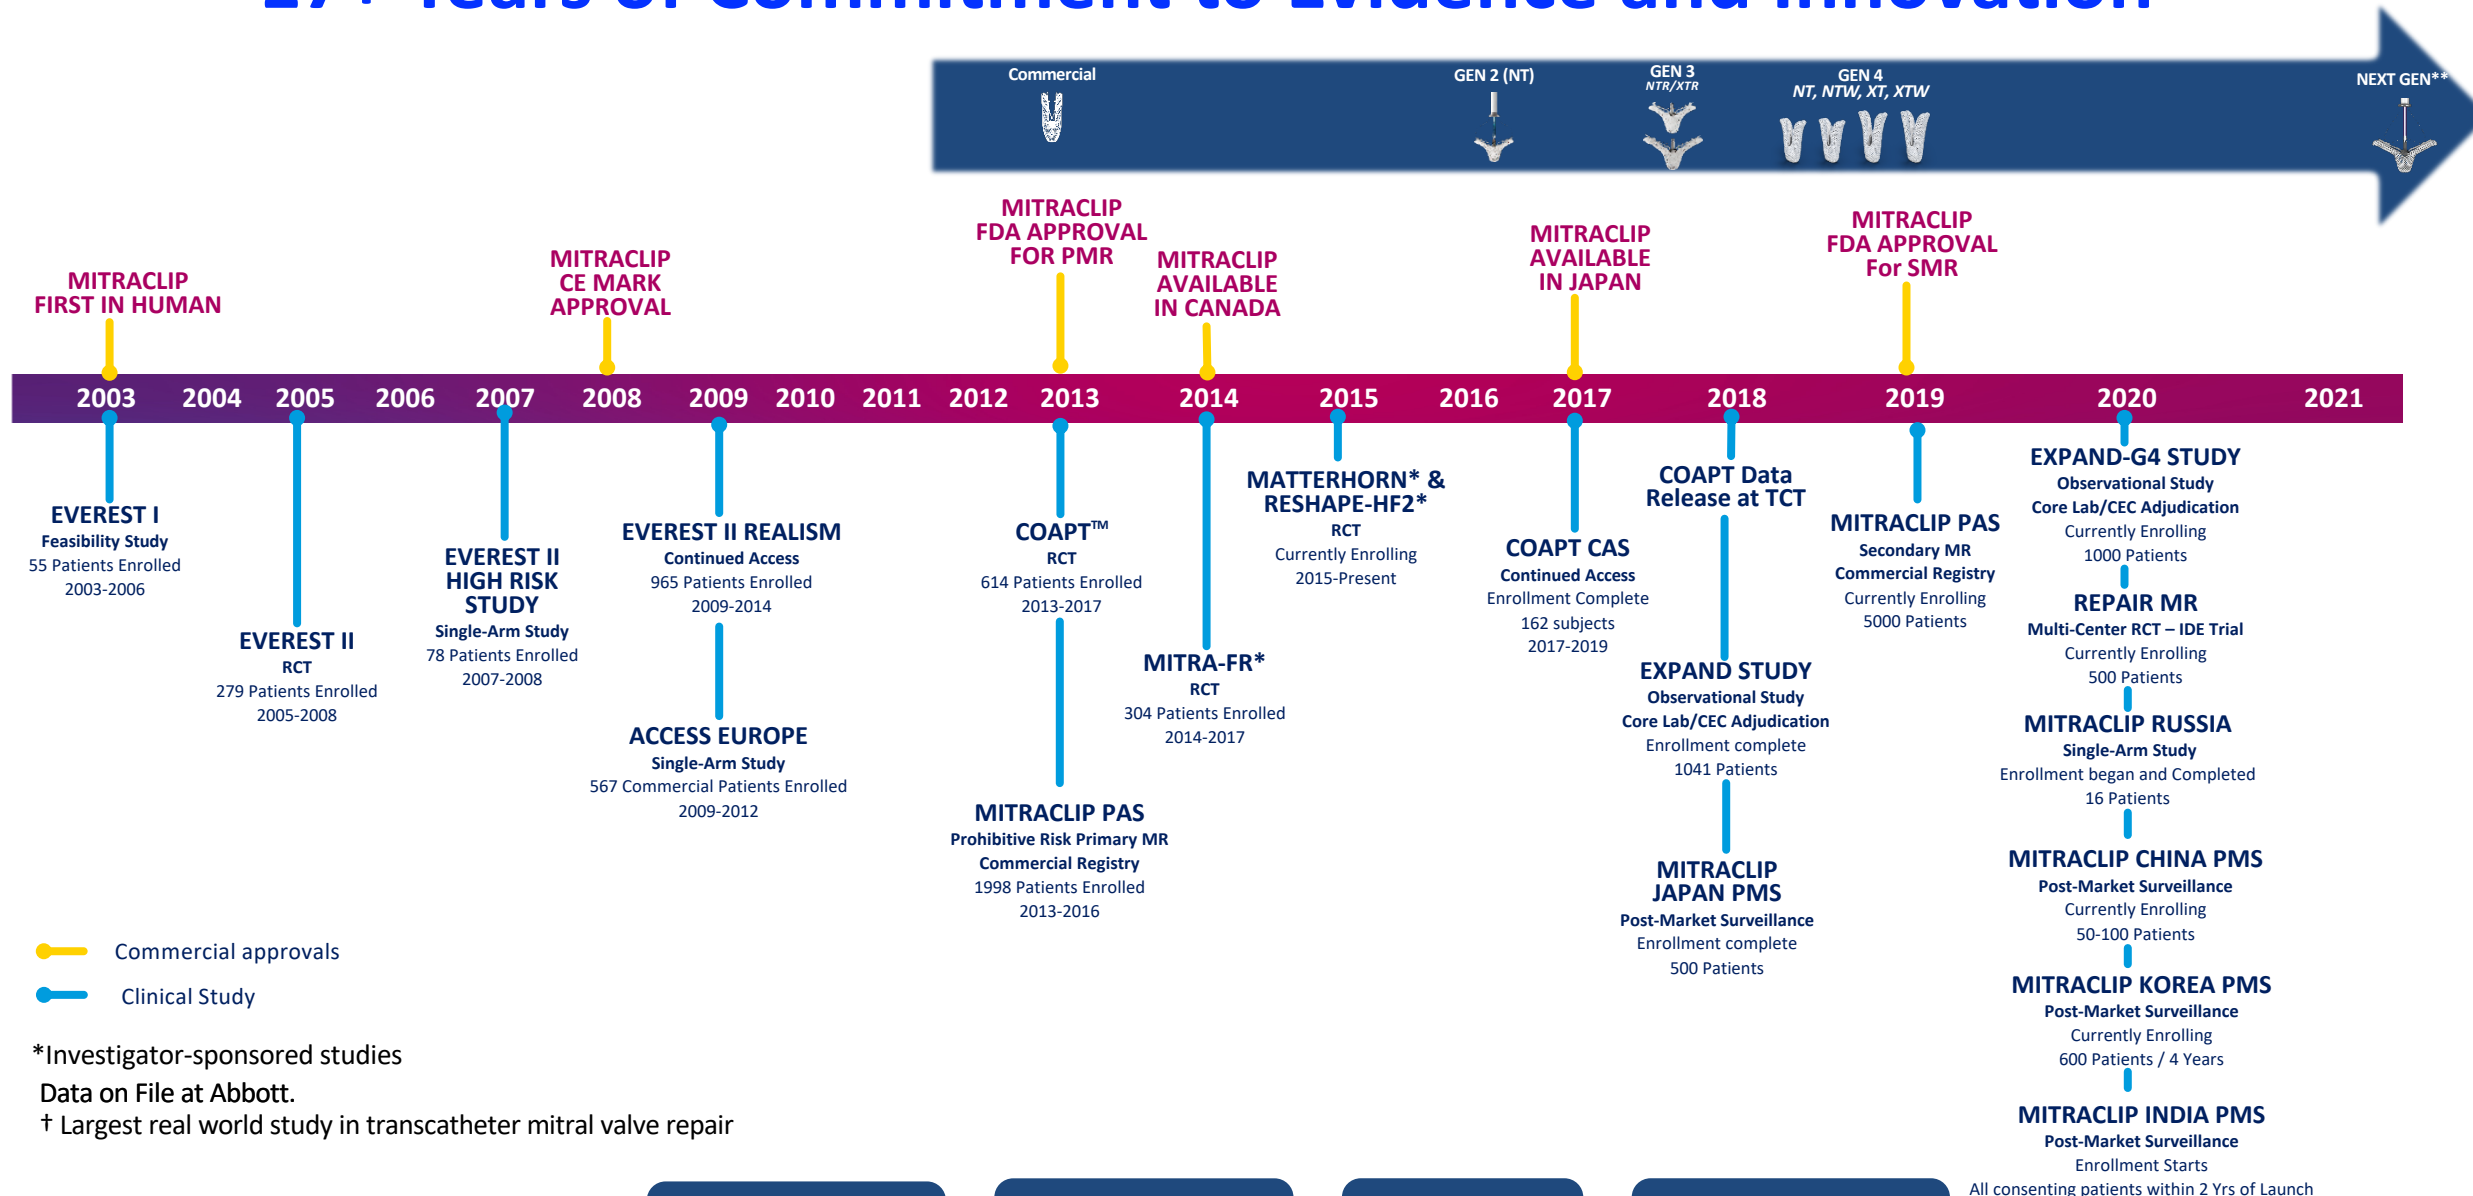 17+ Years of Commitment to Evidence and Innovation
Commercial
GEN 2 (NT)
GEN 3
NTR/XTR
GEN 4
NT, NTW, XT, XTW
NEXT GEN**
MITRACLIP
FIRST IN HUMAN
MITRACLIP
CE MARK
APPROVAL
MITRACLIP
FDA APPROVAL
FOR PMR
MITRACLIP
AVAILABLE
IN CANADA
MITRACLIP
AVAILABLE
IN JAPAN
MITRACLIP
FDA APPROVAL
For SMR
2003 2004 2005 2006 2007 2008 2009 2010 2011 2012 2013 2014 2015 2016 2017 2018 2019 2020 2021
EVEREST I
Feasibility Study
55 Patients Enrolled
2003-2006
EVEREST II
RCT
279 Patients Enrolled
2005-2008
EVEREST II
HIGH RISK
STUDY
Single-Arm Study
78 Patients Enrolled
2007-2008
EVEREST II REALISM
Continued Access
965 Patients Enrolled
2009-2014
ACCESS EUROPE
Single-Arm Study
567 Commercial Patients Enrolled
2009-2012
COAPT™
RCT
614 Patients Enrolled
2013-2017
MITRACLIP PAS
Prohibitive Risk Primary MR
Commercial Registry
1998 Patients Enrolled
2013-2016
MITRA-FR*
RCT
304 Patients Enrolled
2014-2017
MATTERHORN* &
RESHAPE-HF2*
RCT
Currently Enrolling
2015-Present
COAPT CAS
Continued Access
Enrollment Complete
162 subjects
2017-2019
COAPT Data
Release at TCT
EXPAND STUDY
Observational Study
Core Lab/CEC Adjudication
Enrollment complete
1041 Patients
MITRACLIP
JAPAN PMS
Post-Market Surveillance
Enrollment complete
500 Patients
MITRACLIP PAS
Secondary MR
Commercial Registry
Currently Enrolling
5000 Patients
EXPAND-G4 STUDY
Observational Study
Core Lab/CEC Adjudication
Currently Enrolling
1000 Patients
REPAIR MR
Multi-Center RCT – IDE Trial
Currently Enrolling
500 Patients
MITRACLIP RUSSIA
Single-Arm Study
Enrollment began and Completed
16 Patients
MITRACLIP CHINA PMS
Post-Market Surveillance
Currently Enrolling
50-100 Patients
MITRACLIP KOREA PMS
Post-Market Surveillance
Currently Enrolling
600 Patients / 4 Years
MITRACLIP INDIA PMS
Post-Market Surveillance
Enrollment Starts
All consenting patients within 2 Yrs of Launch
Commercial approvals
Clinical Study
*Investigator-sponsored studies
Data on File at Abbott.
† Largest real world study in transcatheter mitral valve repair